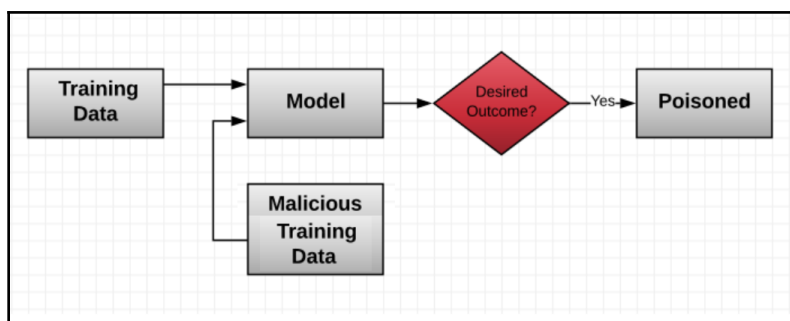 Training
Data
Model
Desired
Outcome?
Yes
Poisoned
Malicious
Training
Data